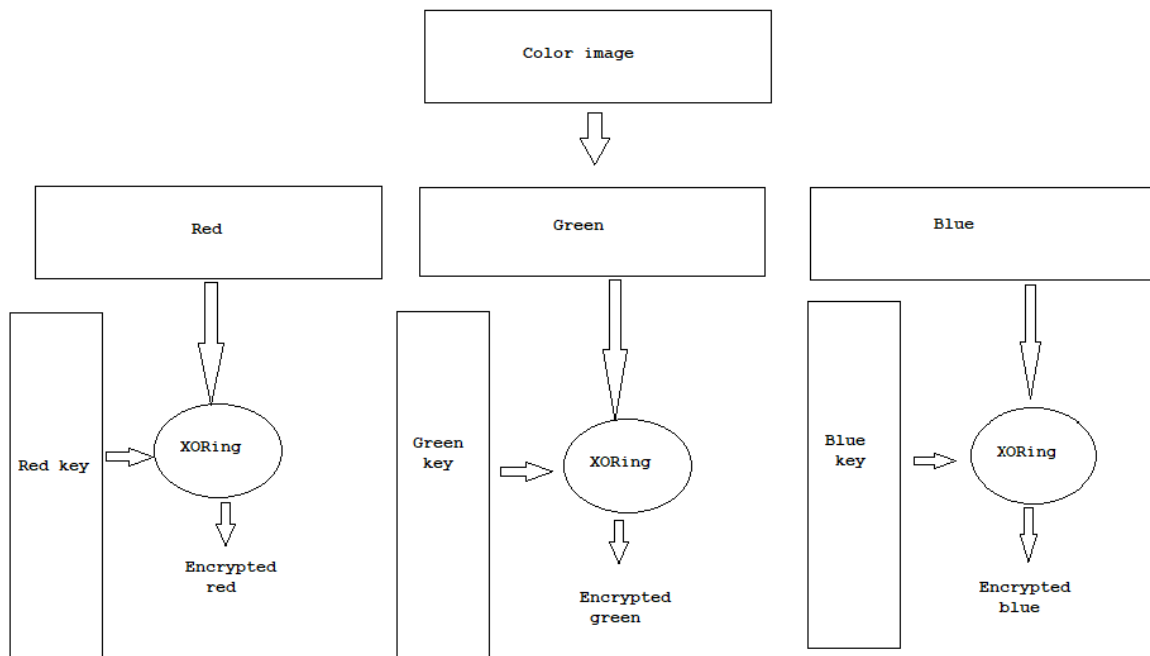 Color image
Red
Green
Blue
Red key
XORing
Green
key
XORing
Blue
key
XORing
Encrypted
red
Encrypted
green
Encrypted
blue